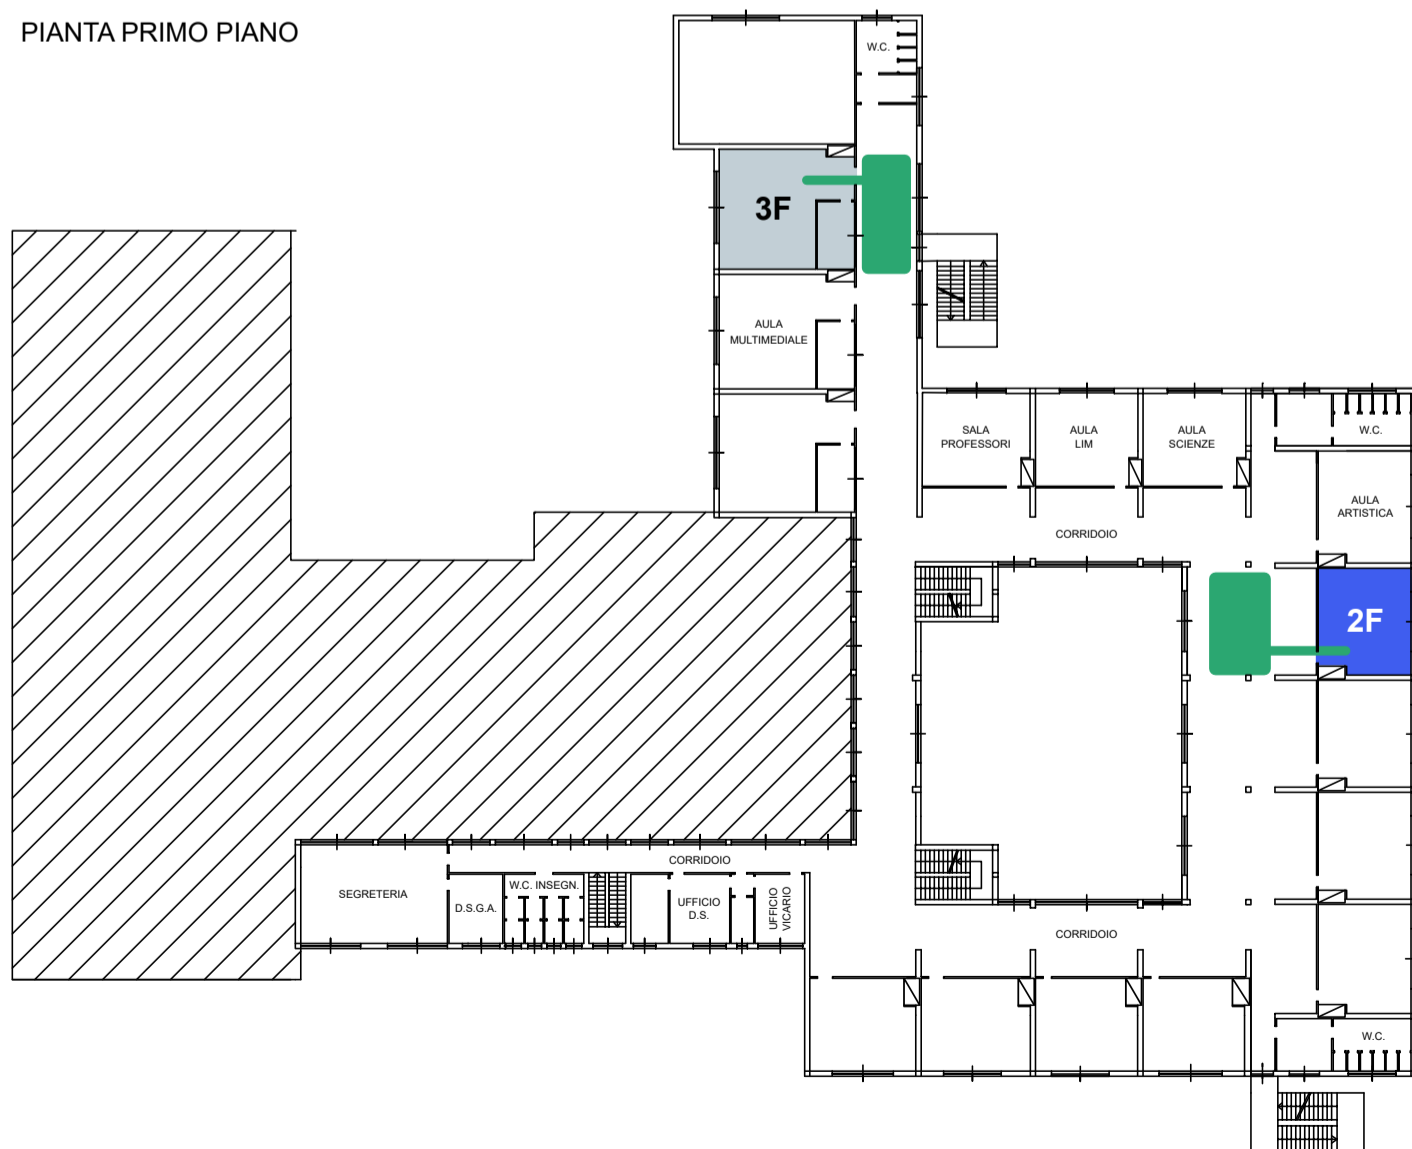 PIANTA PRIMO PIANO
W.C.
3F
AULA
MULTIMEDIALE
SALA
PROFESSORI
AULA
LIM
AULA
SCIENZE
W.C.
AULA
ARTISTICA
CORRIDOIO
2F
CORRIDOIO
SEGRETERIA
D.S.G.A.
W.C. INSEGN.
UFFICIO
D.S.
UFFICIO
VICARIO
CORRIDOIO
W.C.